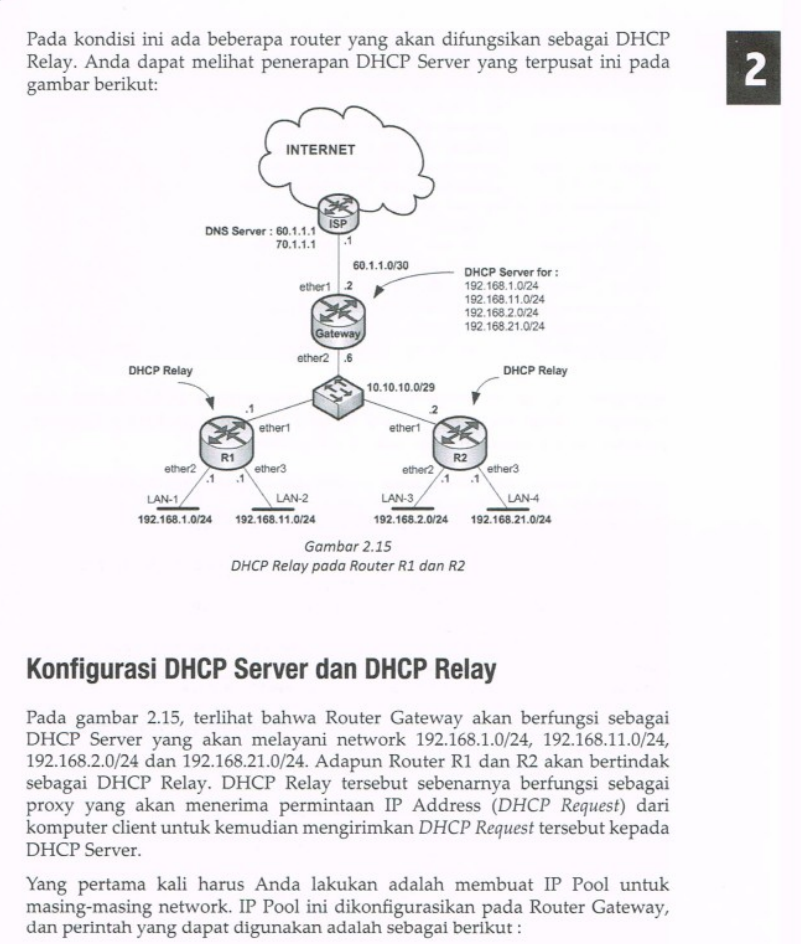 Pada kondisi ini ada beberapa router yang akan difungsikan sebagai DHCP
Relay. Anda dapat melihat penerapan DHCP Server yang terpusat ini pada
gambar berikut:
2
INTERNET
ISP
DNS Server : 60.1.1.1
70.1.1.1
.1
60.1.1.0/30
ether1
.2
DHCP Server for :
192.168.1.0/24
192.168.11.0/24
192.168.2.0/24
192.168.21.0/24
Gateway
ether2
.6
DHCP Relay
10.10.10.0/29
DHCP Relay
.1
ether1
.2
ether1
R1
R2
ether2
ether3
.1
.1
ether2
ether3
.1
.1
LAN-1
LAN-2
LAN-3
LAN-4
192.168.1.0/24
192.168.11.0/24
192.168.2.0/24
192.168.21.0/24
Gambar 2.15
DHCP Relay pada Router R1 dan R2
Konfigurasi DHCP Server dan DHCP Relay
Pada gambar 2.15, terlihat bahwa Router Gateway akan berfungsi sebagai
DHCP Server yang akan melayani network 192.168.1.0/24, 192.168.11.0/24,
192.168.2.0/24 dan 192.168.21.0/24. Adapun Router R1 dan R2 akan bertindak
sebagai DHCP Relay. DHCP Relay tersebut sebenarnya berfungsi sebagai
proxy yang akan menerima permintaan IP Address (DHCP Request) dari
komputer client untuk kemudian mengirimkan DHCP Request tersebut kepada
DHCP Server.
Yang pertama kali harus Anda lakukan adalah membuat IP Pool untuk
masing-masing network. IP Pool ini dikonfigurasikan pada Router Gateway,
dan perintah yang dapat digunakan adalah sebagai berikut :